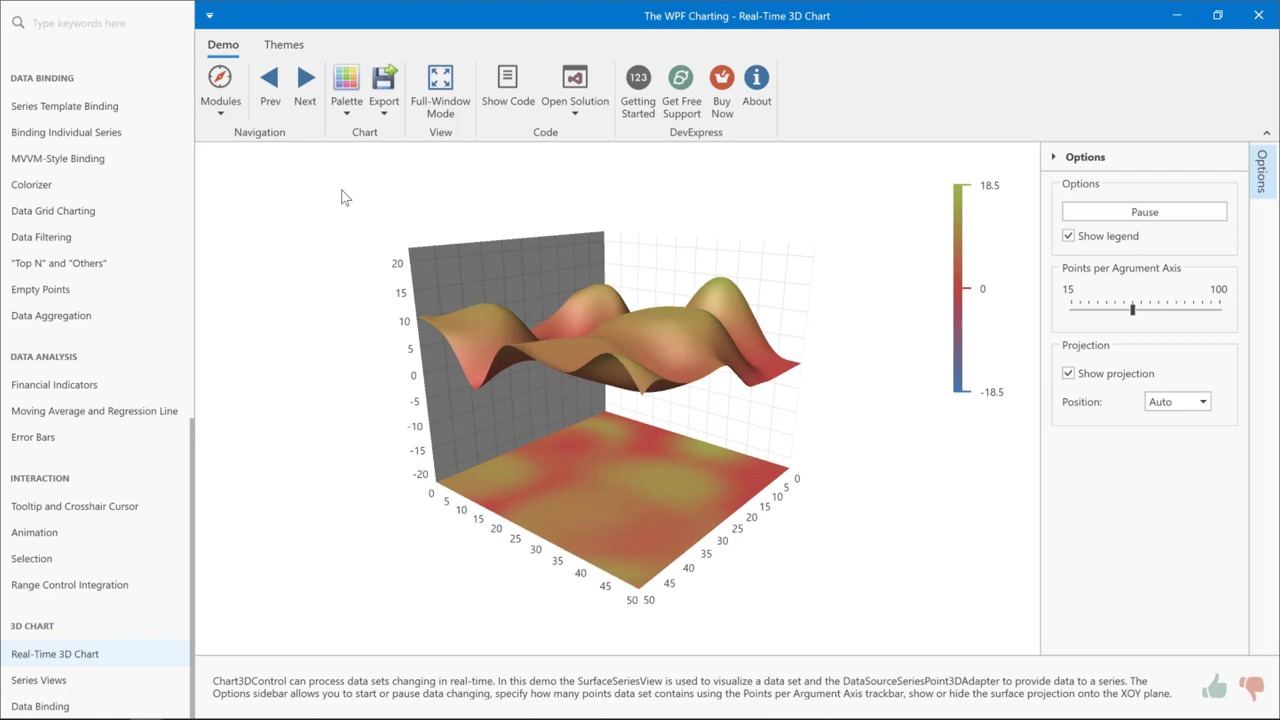 Type keywords here
DATA BINDING
Series Template Binding
Binding Individual Series
MVVM-Style Binding
Colorizer
Data Grid Charting
Data Filtering
"Top N" and "Others"
Empty Points
Data Aggregation
DATA ANALYSIS
Financial Indicators
Moving Average and Regression Line
Error Bars
INTERACTION
Tooltip and Crosshair Cursor
Animation
Selection
Range Control Integration
3D CHART
Real-Time 3D Chart
Series Views
Data Binding
The WPF Charting - Real-Time 3D Chart
Demo Themes
Modules
Prev
Next
Navigation
Palette
Export
Chart
Full-Window
Mode
View
Show Code
Open Solution
Code
123
Getting
Started
Get Free
Support
Buy
Now
About
DevExpress
20
15
10
5
0
-5
-10
-15
-20
0
5
10
15
20
25
30
35
40
45
50
50
45
40
35
30
25
20
15
10
5
0
18.5
0
-18.5
Options
Options
Options
Pause
Show legend
Points per Agrument Axis
15 100
Projection
Show projection
Position: Auto
Chart3DControl can process data sets changing in real-time. In this demo the SurfaceSeriesView is used to visualize a data set and the DataSourceSeriesPoint3DAdapter to provide data to a series. The
Options sidebar allows you to start or pause data changing, specify how many points data set contains using the Points per Argument Axis trackbar, show or hide the surface projection onto the XOY plane.